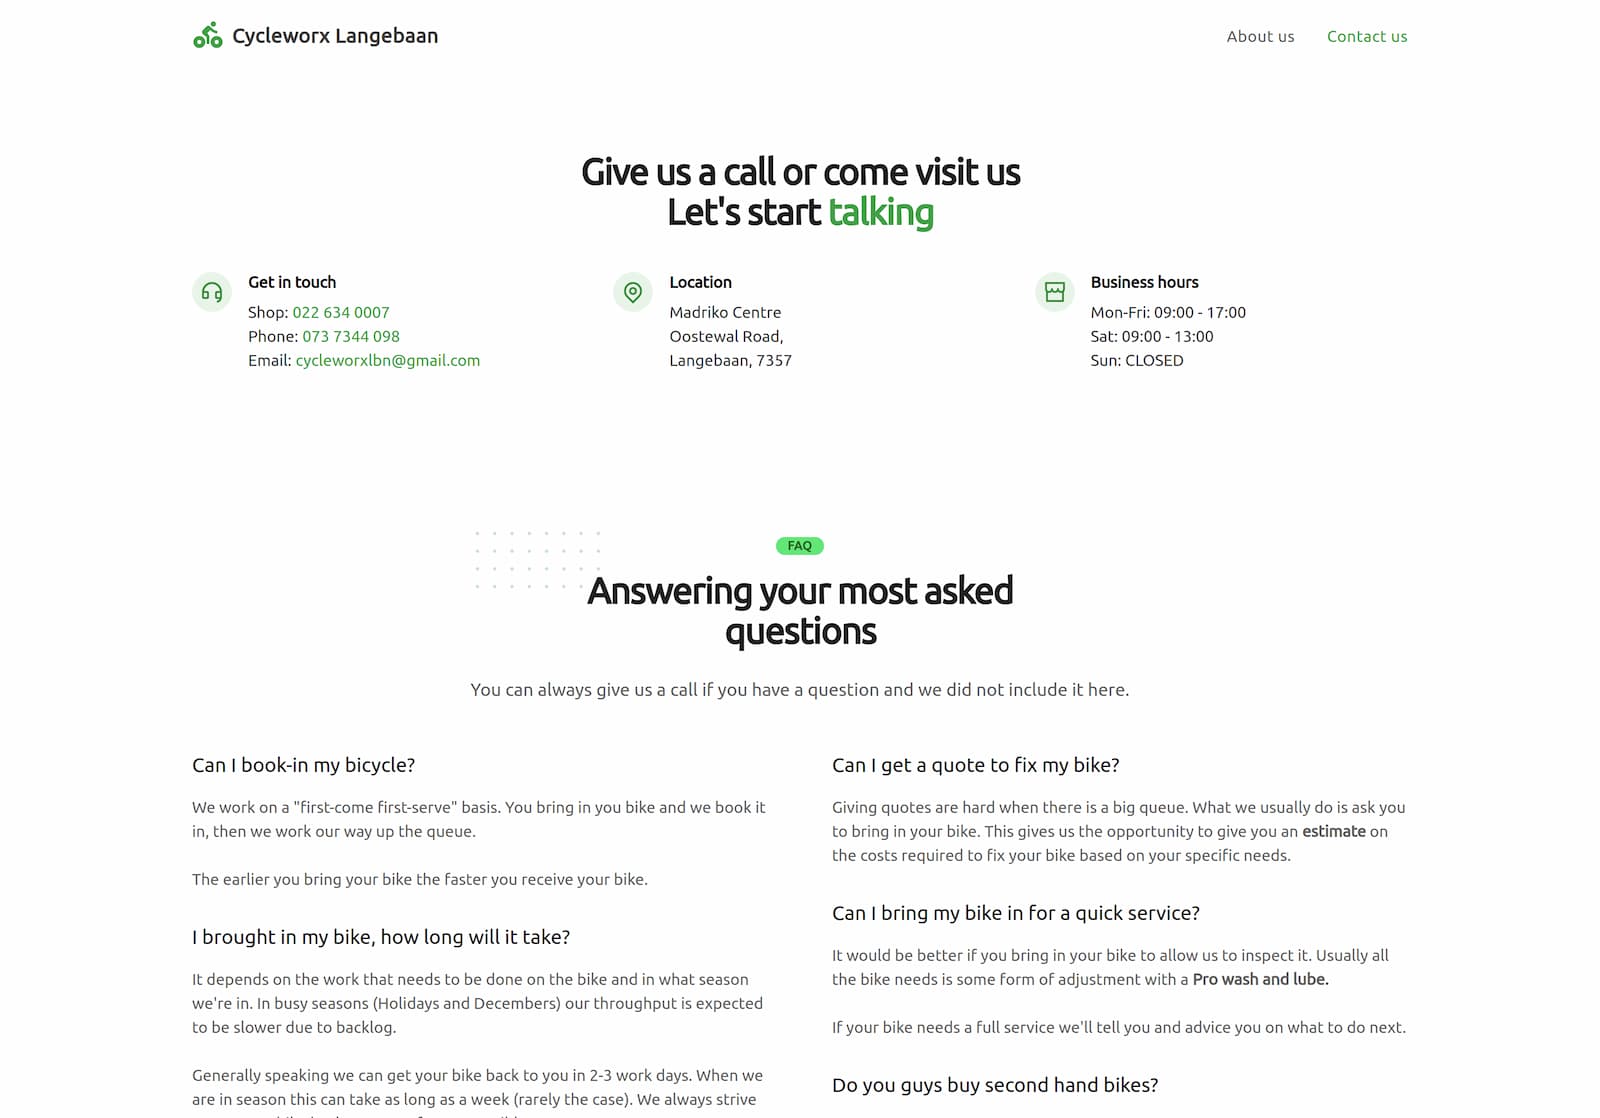 Cycleworx Langebaan
About us
Contact us
Give us a call or come visit us
Let's start talking
Get in touch
Shop: 022 634 0007
Phone: 073 7344 098
Email: cycleworxlbn@gmail.com
Location
Madriko Centre
Oostewal Road,
Langebaan, 7357
Business hours
Mon-Fri: 09:00 - 17:00
Sat: 09:00 - 13:00
Sun: CLOSED
FAQ
Answering your most asked
questions
You can always give us a call if you have a question and we did not include it here.
Can I book-in my bicycle?
We work on a "first-come first-serve" basis. You bring in you bike and we book it
in, then we work our way up the queue.
The earlier you bring your bike the faster you receive your bike.
I brought in my bike, how long will it take?
It depends on the work that needs to be done on the bike and in what season
we're in. In busy seasons (Holidays and Decembers) our throughput is expected
to be slower due to backlog.
Generally speaking we can get your bike back to you in 2-3 work days. When we
are in season this can take as long as a week (rarely the case). We always strive
Can I get a quote to fix my bike?
Giving quotes are hard when there is a big queue. What we usually do is ask you
to bring in your bike. This gives us the opportunity to give you an estimate on
the costs required to fix your bike based on your specific needs.
Can I bring my bike in for a quick service?
It would be better if you bring in your bike to allow us to inspect it. Usually all
the bike needs is some form of adjustment with a Pro wash and lube.
If your bike needs a full service we'll tell you and advice you on what to do next.
Do you guys buy second hand bikes?